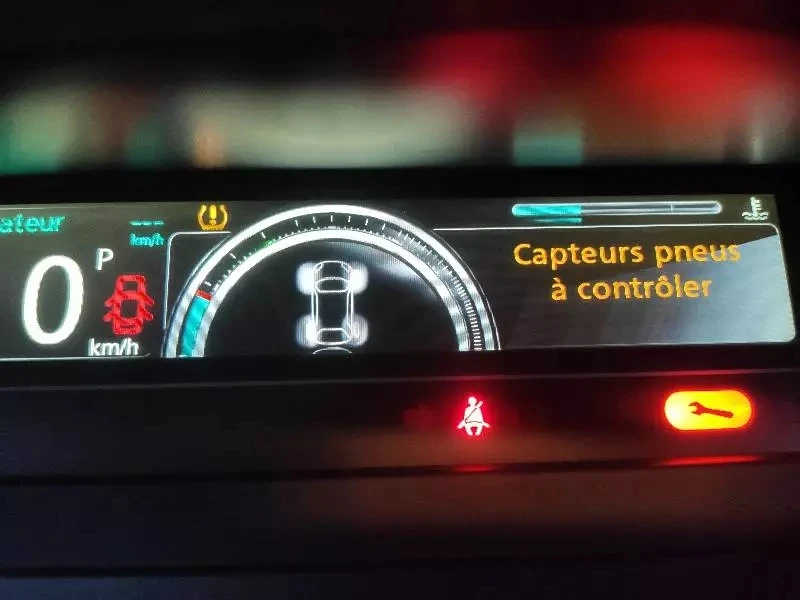 ateur
---
km/h
P
0
km/h
Capteurs pneus
à contrôler